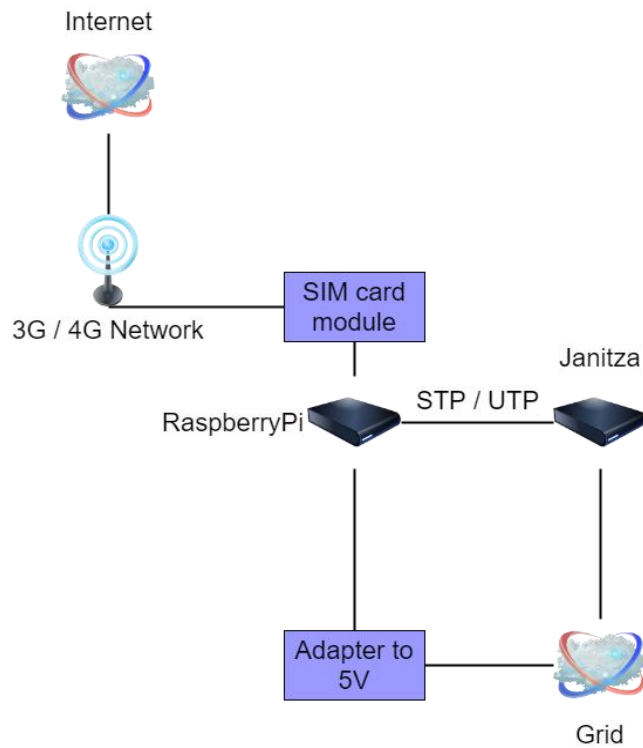 Internet
3G / 4G Network
SIM card
module
Janitza
RaspberryPi
STP / UTP
Adapter to
5V
Grid